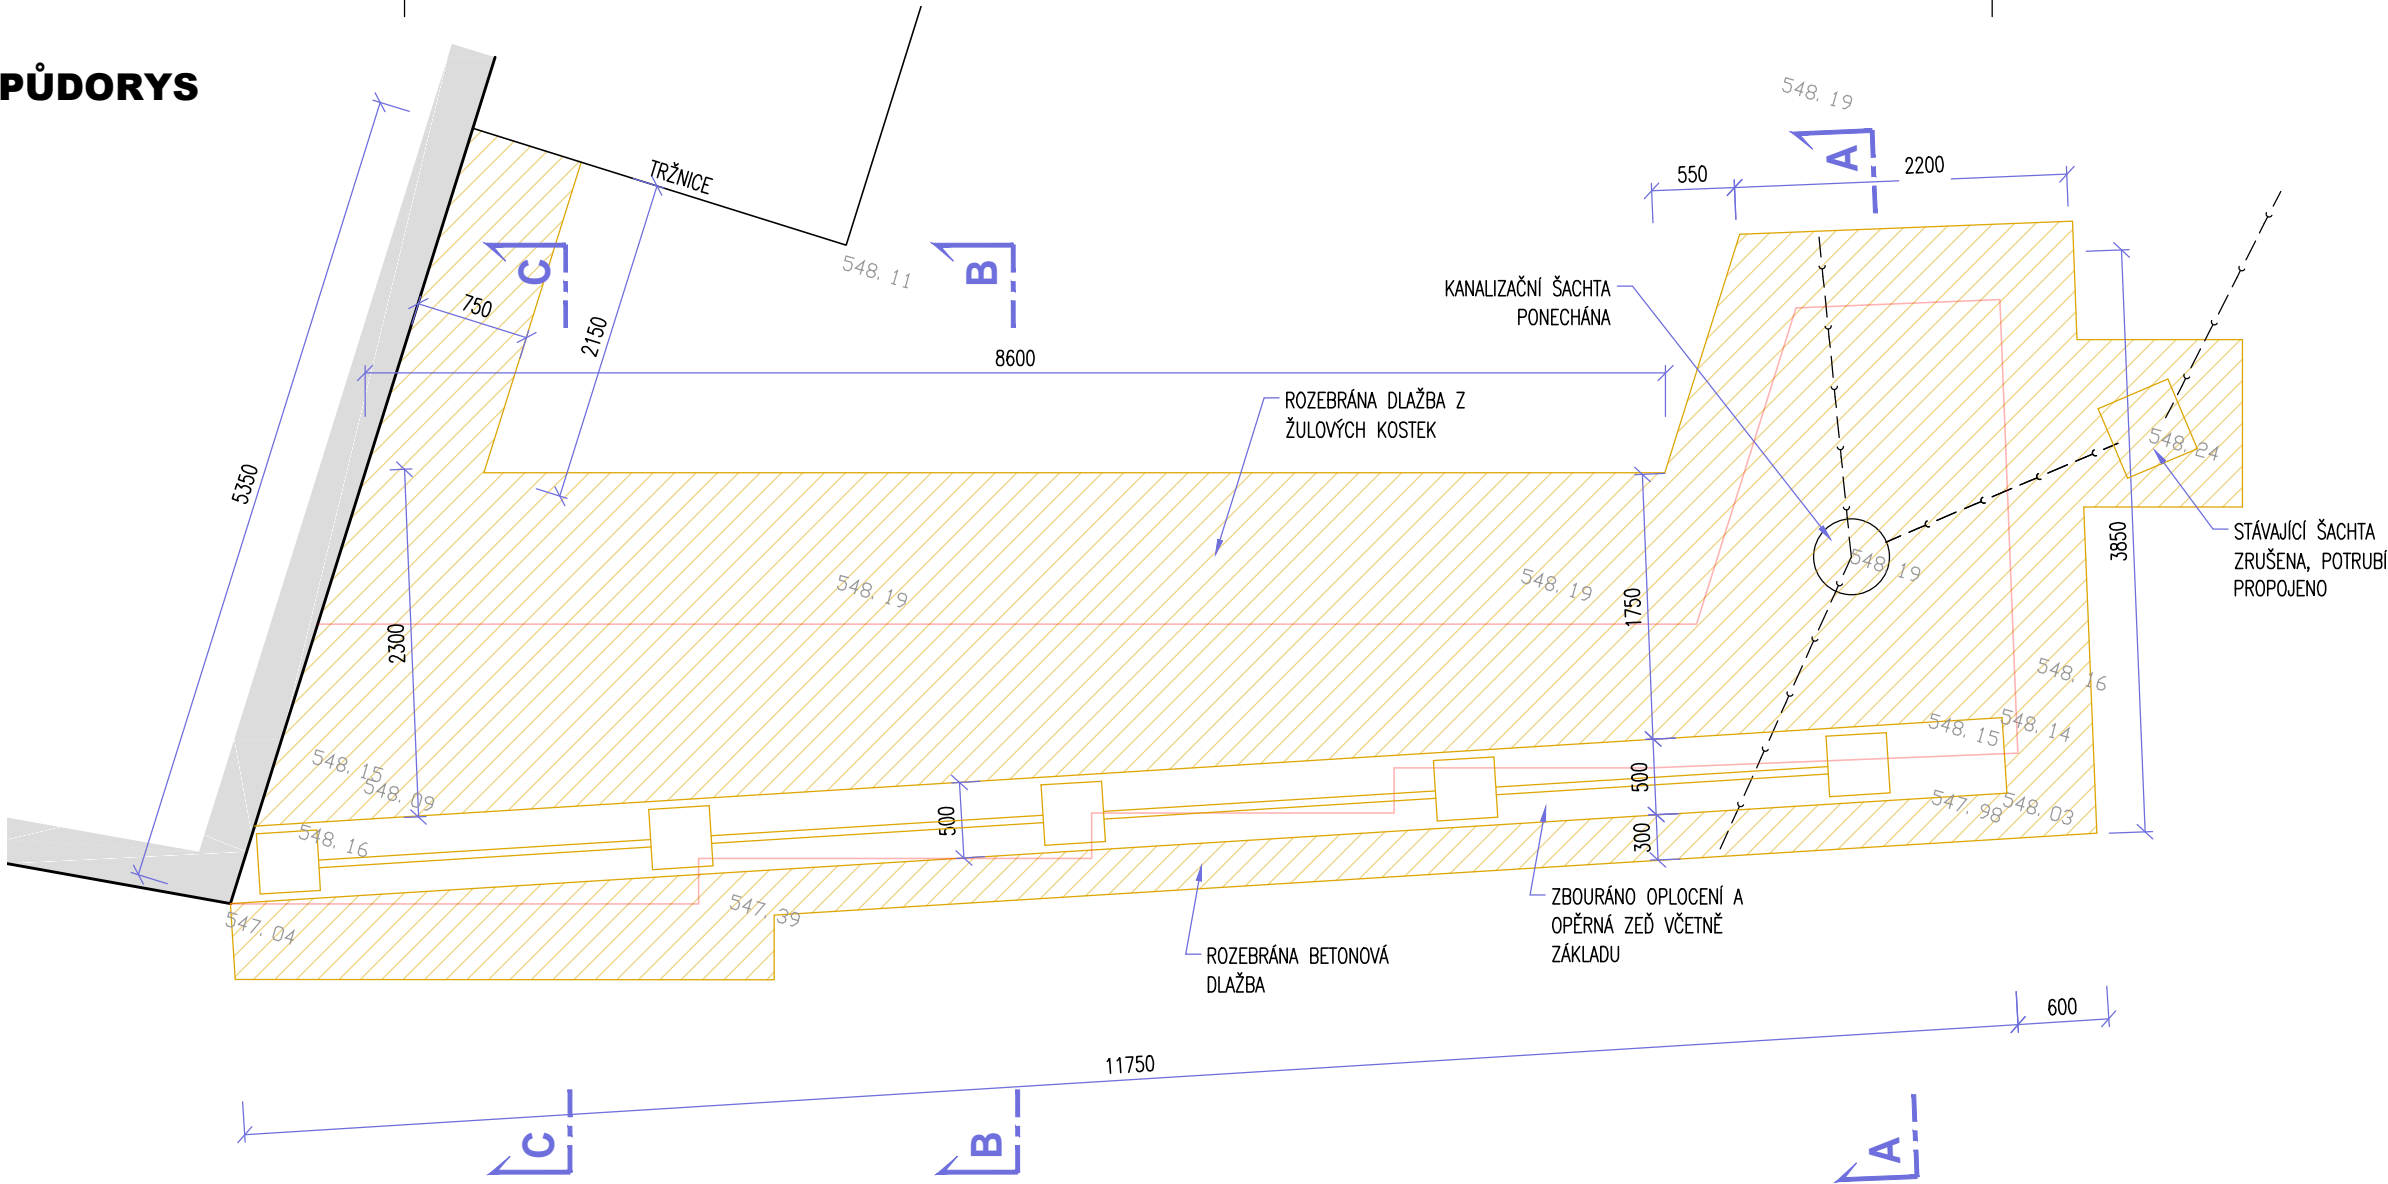 PŮDORYS
548. 19
A
550
2200
TRŽNICE
C
B
548. 11
750
2150
KANALIZAČNÍ ŠACHTA
PONECHÁNA
8600
ROZEBRÁNA DLAŽBA Z
ŽULOVÝCH KOSTEK
548. 24
5350
STÁVAJÍCÍ ŠACHTA
ZRUŠENA, POTRUBÍ
PROPOJENO
3850
548. 19
548. 19
548. 19
1750
2300
548. 16
548. 15
548. 14
548. 15
548. 09
500
547. 98
548. 03
548. 16
500
300
547. 04
547. 39
ZBOURÁNO OPLOCENÍ A
OPĚRNÁ ZEĎ VČETNĚ
ZÁKLADU
ROZEBRÁNA BETONOVÁ
DLAŽBA
600
11750
C
B
A